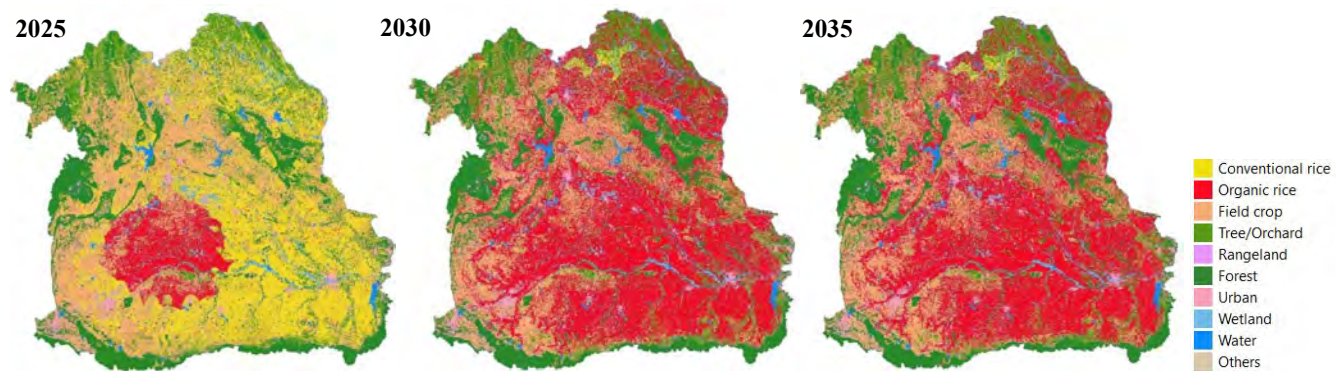 2025
2030
2035
Conventional rice
Organic rice
Field crop
Tree/Orchard
Rangeland
Forest
Urban
Wetland
Water
Others